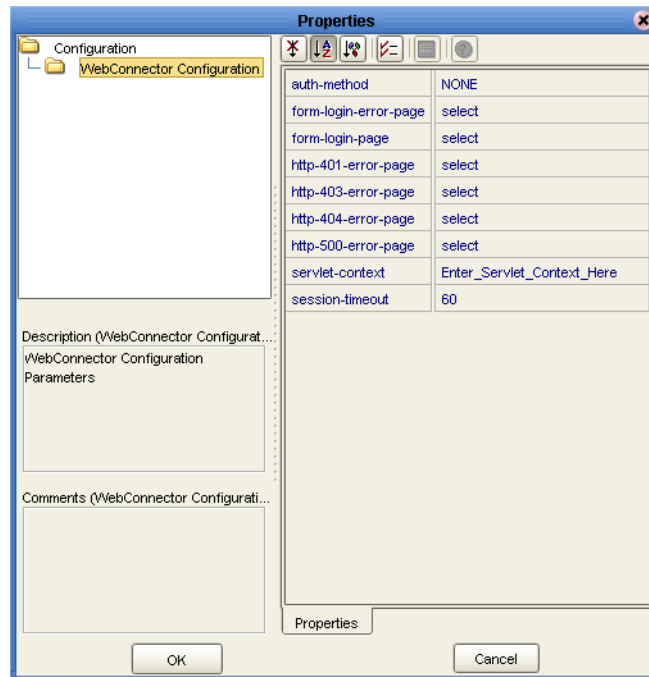 Properties
Configuration
WebConnector Configuration
Description (WebConnector Configurat...
WebConnector Configuration
Parameters
Comments (WebConnector Configurati...
auth-method NONE
form-login-error-page select
form-login-page select
http-401-error-page select
http-403-error-page select
http-404-error-page select
http-500-error-page select
servlet-context Enter_Servlet_Context_Here
session-timeout 60
Properties
OK
Cancel